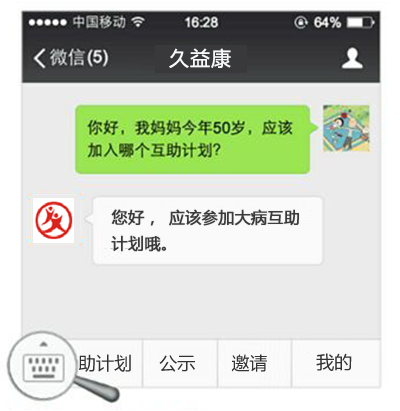 中国移动 16:28 64%
微信(5) 久益康
你好，我妈妈今年50岁，应该
加入哪个互助计划？
您好， 应该参加大病互助
计划哦。
助计划 公示 邀请 我的